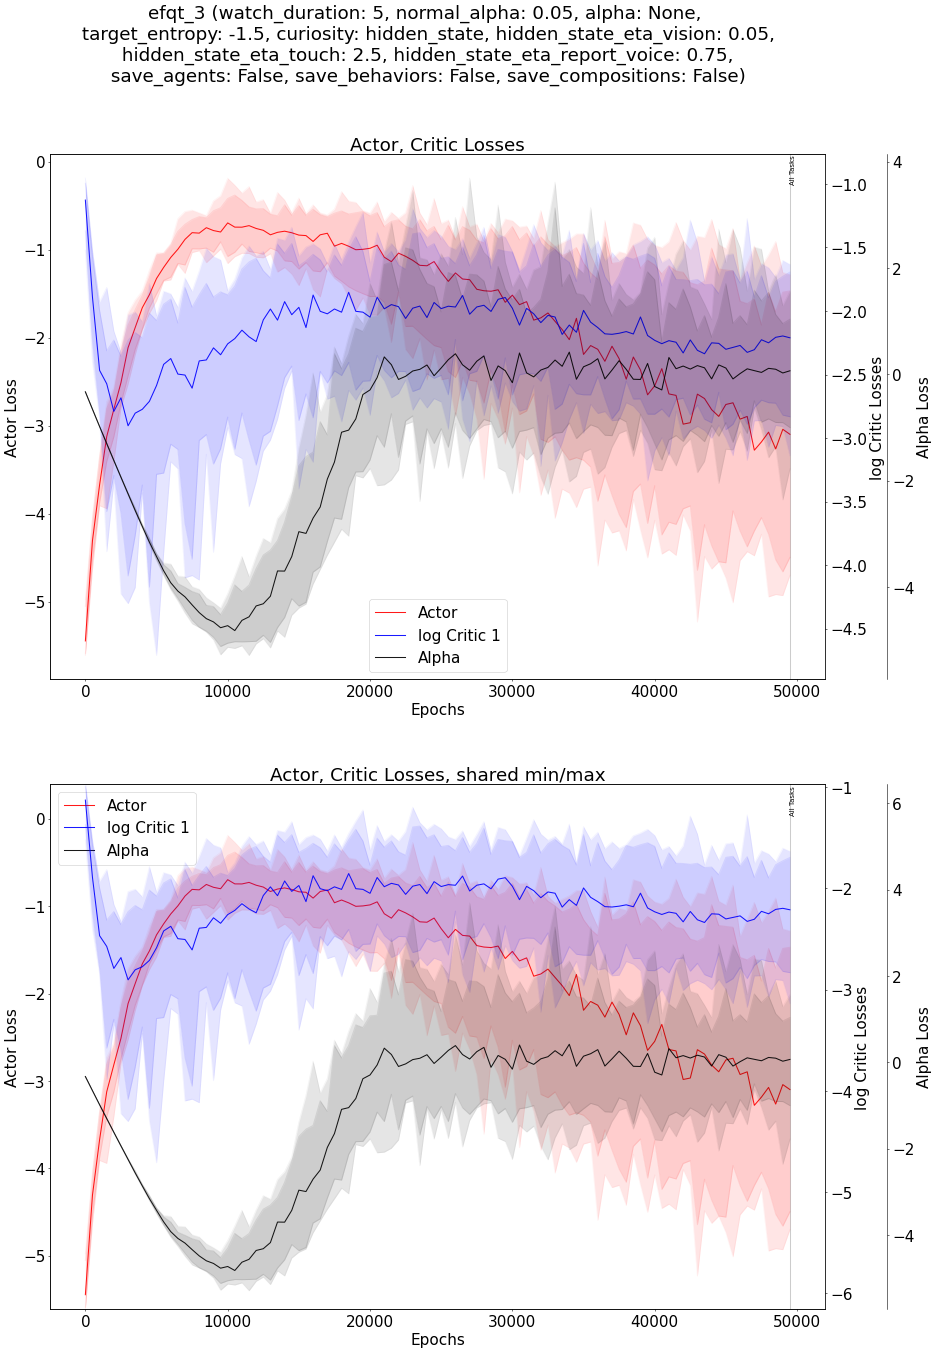 efqt_3 (watch_duration: 5, normal_alpha: 0.05, alpha: None,
target_entropy: -1.5, curiosity: hidden_state, hidden_state_eta_vision: 0.05,
hidden_state_eta_touch: 2.5, hidden_state_eta_report_voice: 0.75,
save_agents: False, save_behaviors: False, save_compositions: False)
Actor, Critic Losses
Actor Loss
0
−1
−2
−3
−4
−5
All Tasks
−1.0
−1.5
−2.0
−2.5
−3.0
−3.5
−4.0
−4.5
log Critic Losses
4
2
0
−2
−4
Alpha Loss
Actor
log Critic 1
Alpha
0
10000
20000
30000
40000
50000
Epochs
Actor, Critic Losses, shared min/max
Actor Loss
0
−1
−2
−3
−4
−5
Actor
log Critic 1
Alpha
All Tasks
−1
−2
−3
−4
−5
−6
log Critic Losses
6
4
2
0
−2
−4
Alpha Loss
0
10000
20000
30000
40000
50000
Epochs